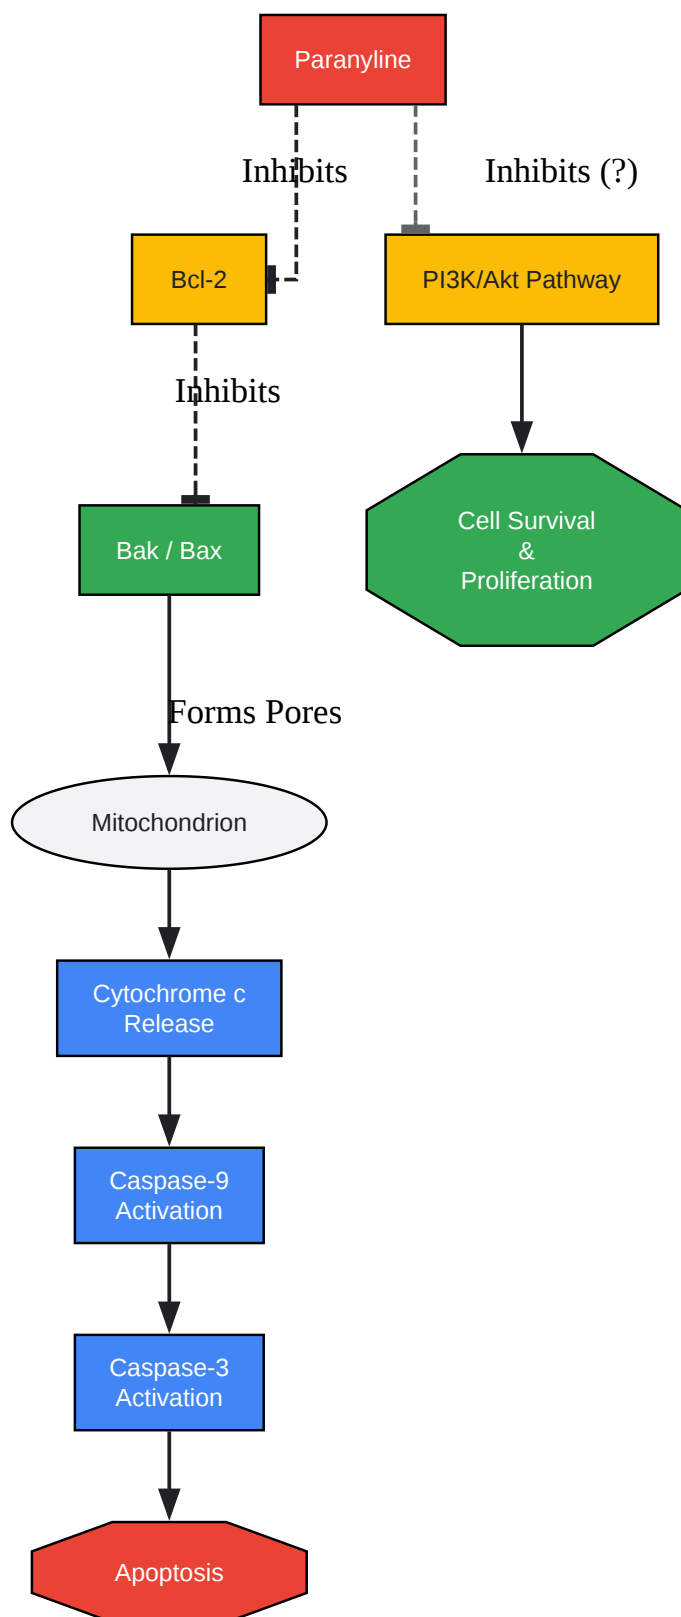 Paranyline
Inhibits
Inhibits (?)
Bcl-2
PI3K/Akt Pathway
Inhibits
Bak / Bax
Cell Survival
&
Proliferation
Forms Pores
Mitochondrion
Cytochrome c
Release
Caspase-9
Activation
Caspase-3
Activation
Apoptosis